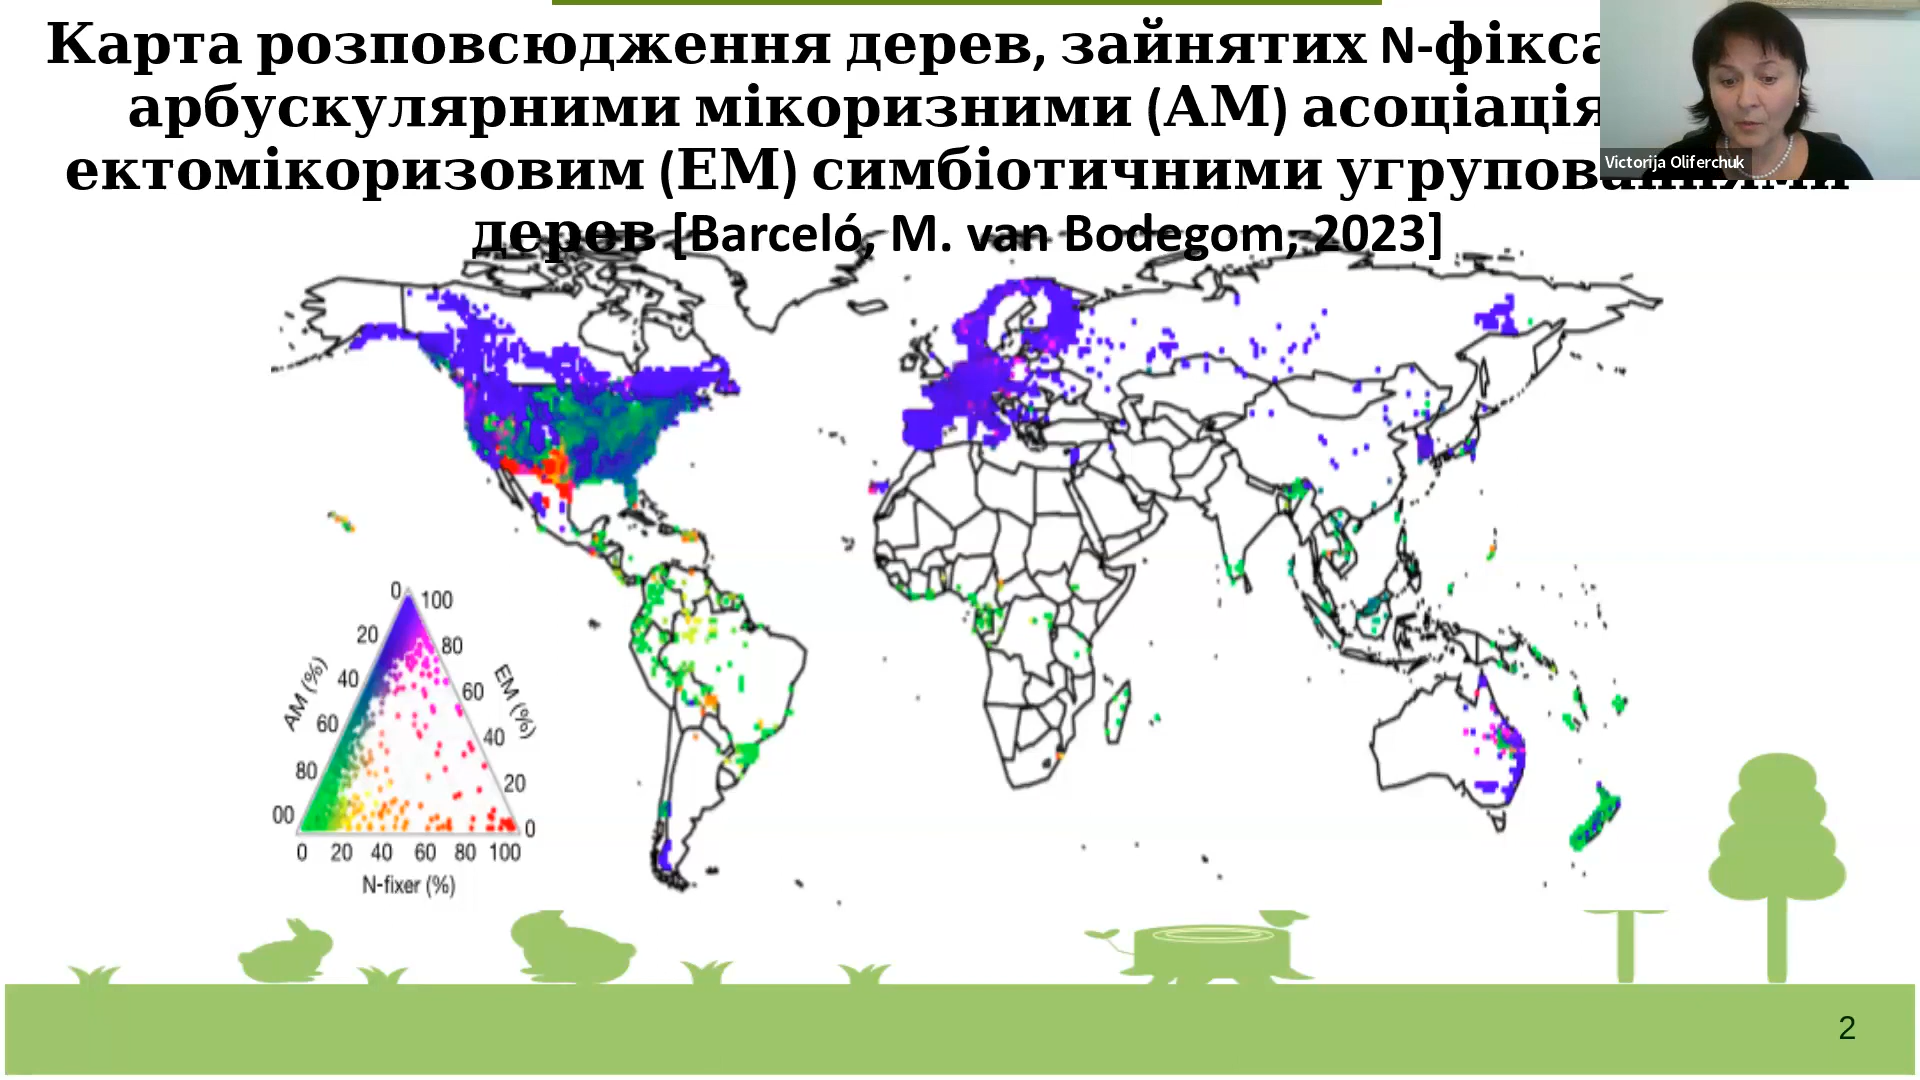 Карта розповсюдження дерев, зайнятих N-фікса
арбускулярними мікоризними (АМ) асоціація
ектомікоризовим (ЕМ) симбіотичними угрупованнями
дерев [Barceló, M. van Bodegom, 2023]
Victorija Oliferchuk
0
100
20
80
AM (%)
EM (%)
40
60
60
40
80
20
00
0
0 20 40 60 80 100
N-fixer (%)
2